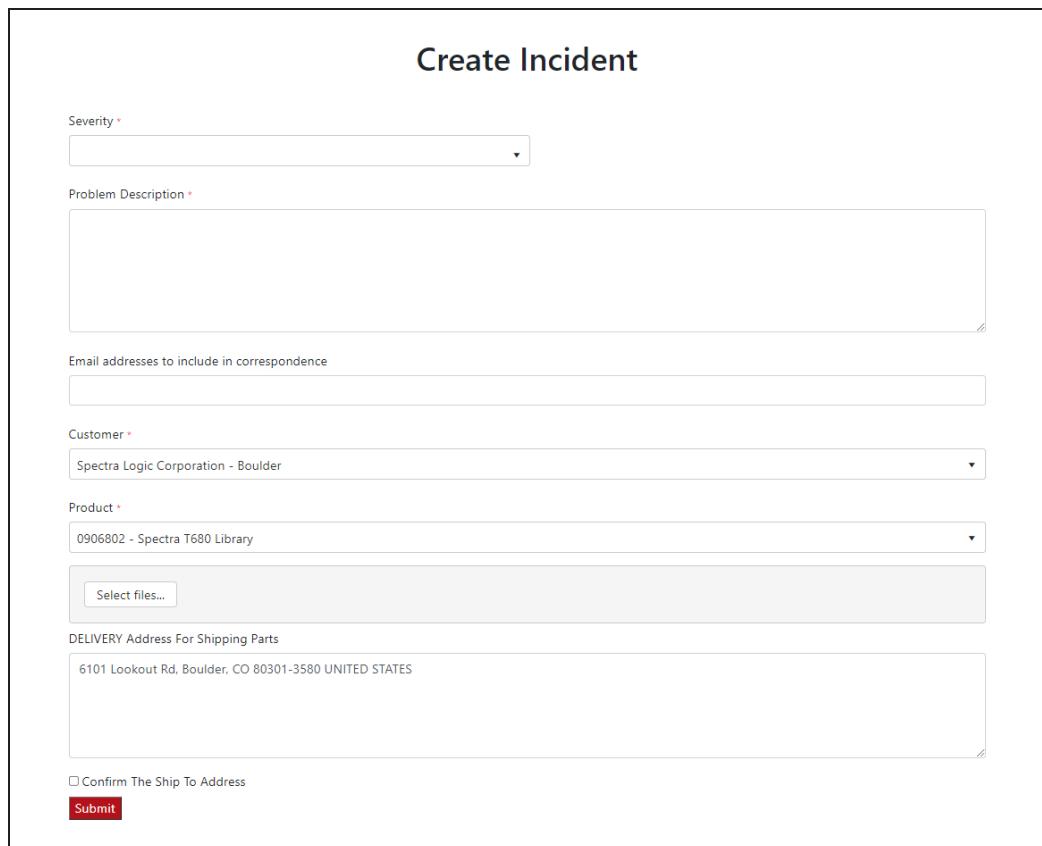 Create Incident
Severity *
Problem Description *
Email addresses to include in correspondence
Customer *
Spectra Logic Corporation - Boulder
Product *
0906802 - Spectra T680 Library
Select files...
DELIVERY Address For Shipping Parts
6101 Lookout Rd, Boulder, CO 80301-3580 UNITED STATES
Confirm The Ship To Address
Submit